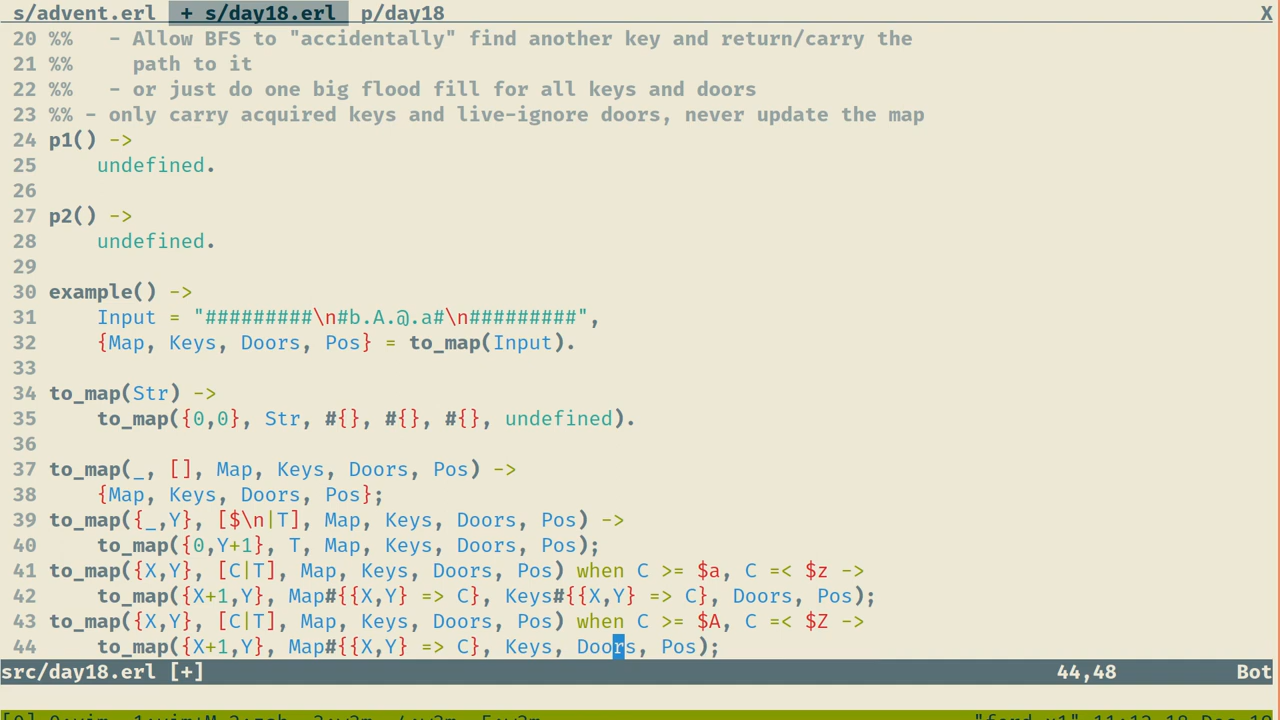 s/advent.erl  + s/day18.erl  p/day18 X
20 %%   - Allow BFS to "accidentally" find another key and return/carry the
21 %%     path to it
22 %%   - or just do one big flood fill for all keys and doors
23 %% - only carry acquired keys and live-ignore doors, never update the map
24 p1() ->
25     undefined.
26
27 p2() ->
28     undefined.
29
30 example() ->
31     Input = "#########\n#b.A.@.a#\n#########",
32     {Map, Keys, Doors, Pos} = to_map(Input).
33
34 to_map(Str) ->
35     to_map({0,0}, Str, #{}, #{}, #{}, undefined).
36
37 to_map(_, [], Map, Keys, Doors, Pos) ->
38     {Map, Keys, Doors, Pos};
39 to_map({_,Y}, [$\n|T], Map, Keys, Doors, Pos) ->
40     to_map({0,Y+1}, T, Map, Keys, Doors, Pos);
41 to_map({X,Y}, [C|T], Map, Keys, Doors, Pos) when C >= $a, C =< $z ->
42     to_map({X+1,Y}, Map#{{X,Y} => C}, Keys#{{X,Y} => C}, Doors, Pos);
43 to_map({X,Y}, [C|T], Map, Keys, Doors, Pos) when C >= $A, C =< $Z ->
44     to_map({X+1,Y}, Map#{{X,Y} => C}, Keys, Doors, Pos);
src/day18.erl [+] 44,48 Bot